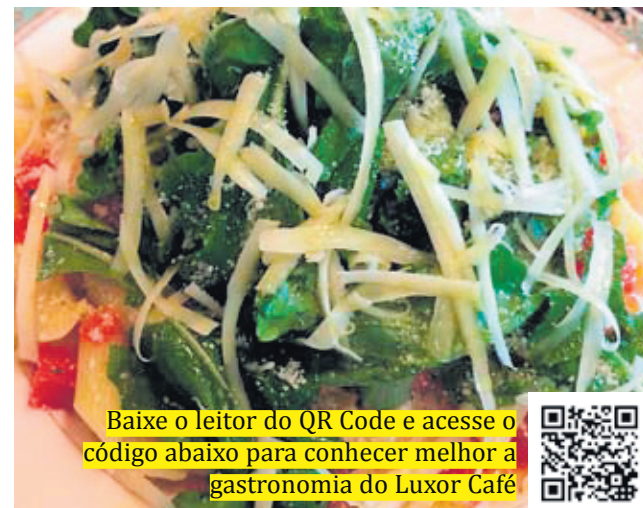 Baixe o leitor do QR Code e acesse o
código abaixo para conhecer melhor a
gastronomia do Luxor Café